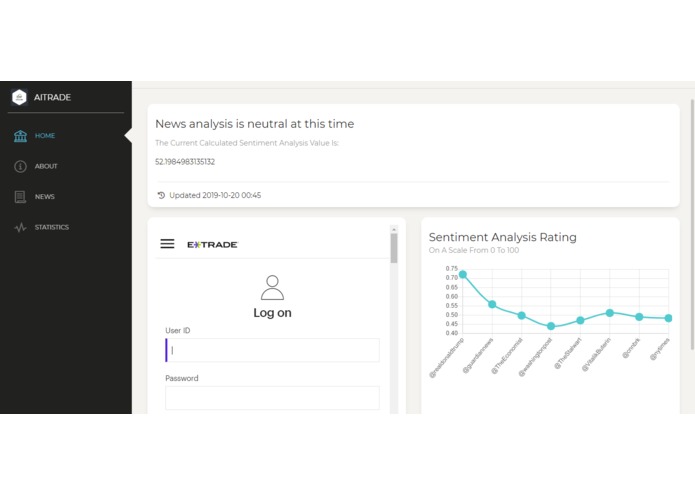 AITRADE
HOME
ABOUT
NEWS
STATISTICS
News analysis is neutral at this time
The Current Calculated Sentiment Analysis Value Is:
52.1984983135132
Updated 2019-10-20 00:45
E*TRADE
Log on
User ID
Password
Sentiment Analysis Rating
On A Scale From 0 To 100
0.75
0.70
0.65
0.60
0.55
0.50
0.45
0.40
@realdonaldtrump
@guardiannews
@TheEconomist
@washingtonpost
@TheStalwart
@VitalikButerin
@nytimes